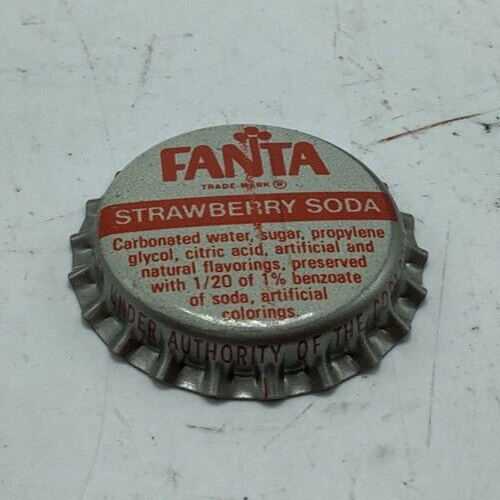 FANTA
TRADE-MARK ®
STRAWBERRY SODA
Carbonated water, sugar, propylene
glycol, citric acid, artificial and
natural flavorings, preserved
with 1/20 of 1% benzoate
of soda, artificial
colorings
UNDER AUTHORITY OF THE